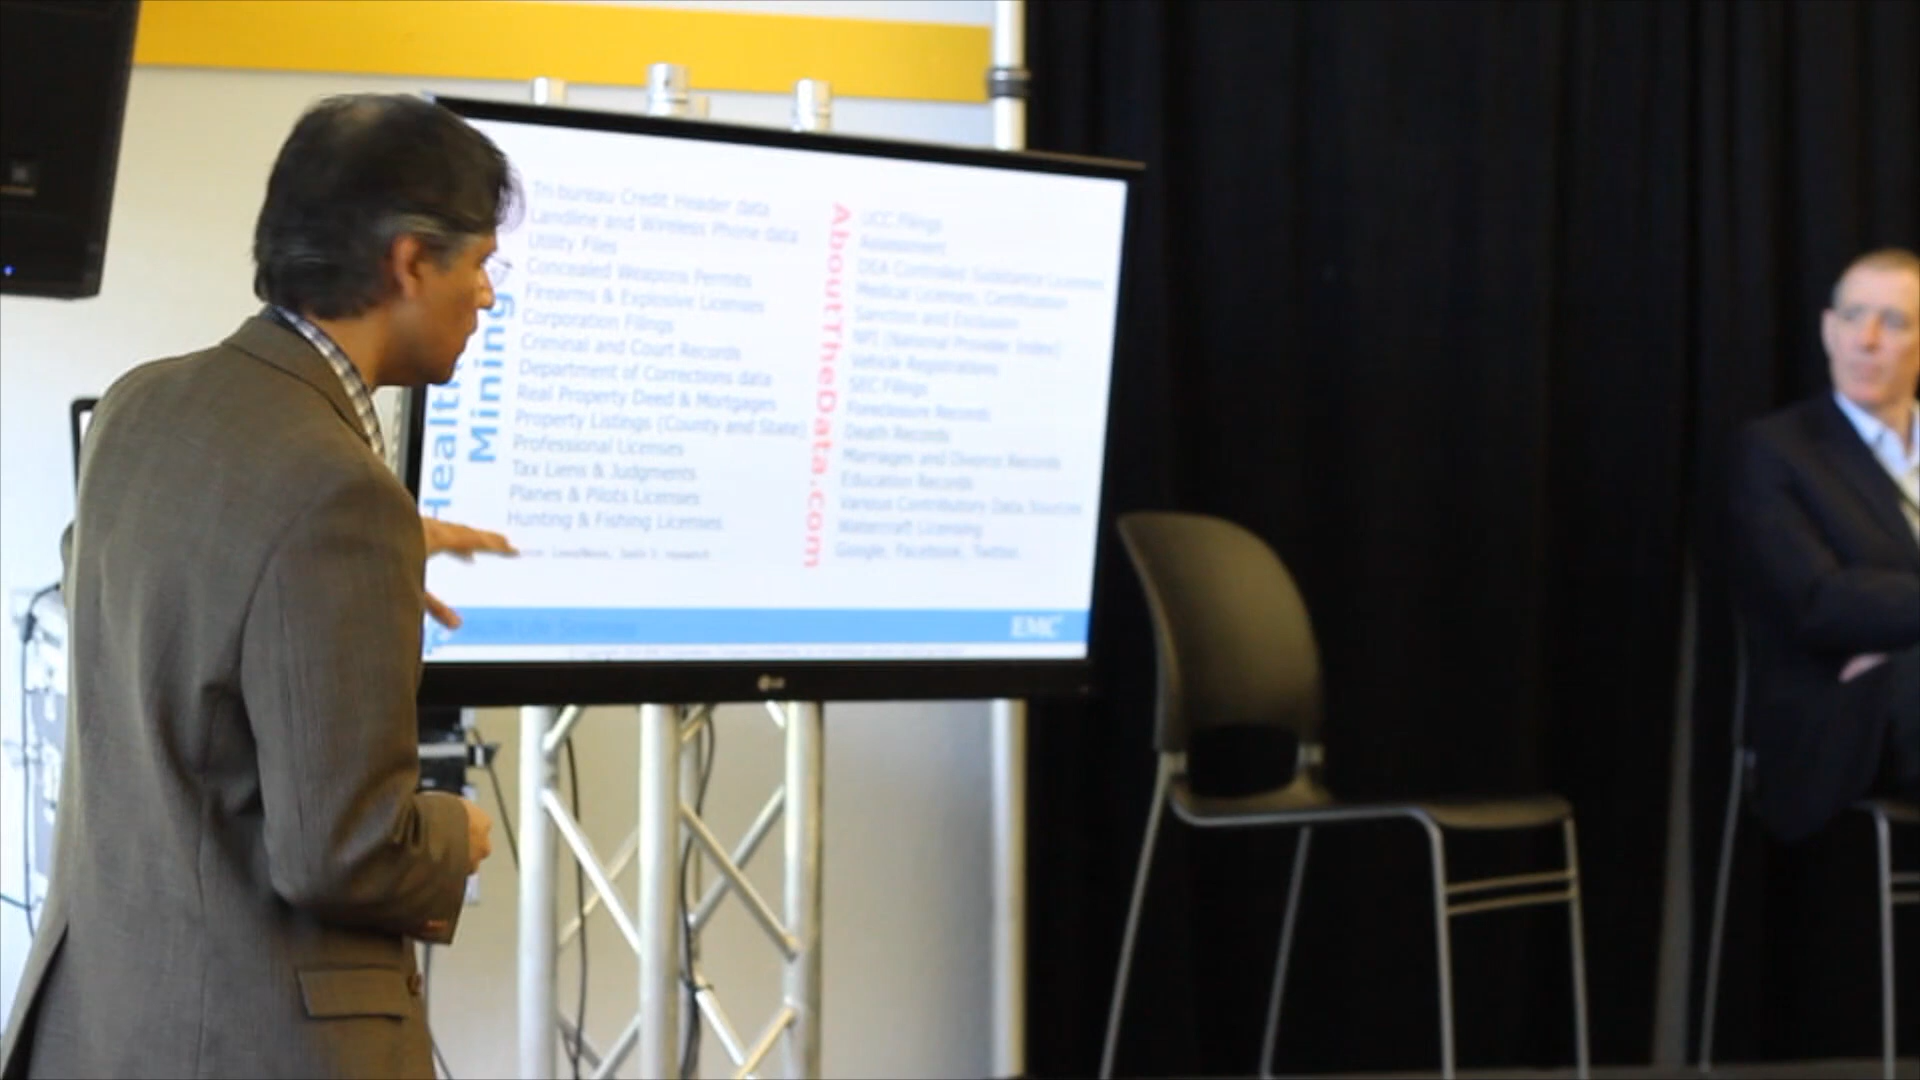 Health
Mining
Tri-bureau Credit Header data
Landline and Wireless Phone data
Utility Files
Concealed Weapons Permits
Firearms & Explosive Licenses
Corporation Filings
Criminal and Court Records
Department of Corrections data
Real Property Deed & Mortgages
Property Listings (County and State)
Professional Licenses
Tax Liens & Judgments
Planes & Pilots Licenses
Hunting & Fishing Licenses
AboutTheData.com
UCC Filings
Assessment
DEA Controlled Substance Licenses
Medical Licenses, Certification
Sanction and Exclusion
NPI (National Provider Index)
Vehicle Registrations
SEC Filings
Foreclosure Records
Death Records
Marriages and Divorce Records
Education Records
Various Contributory Data Sources
Watercraft Licensing
Google, Facebook, Twitter
EMC
LG